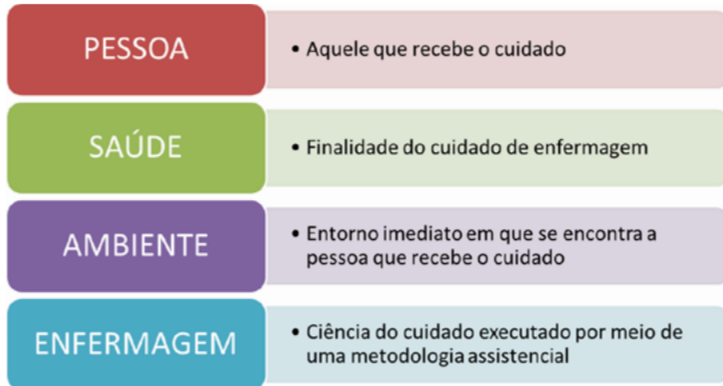 PESSOA
• Aquele que recebe o cuidado
SAÚDE
• Finalidade do cuidado de enfermagem
AMBIENTE
• Entorno imediato em que se encontra a
pessoa que recebe o cuidado
ENFERMAGEM
• Ciência do cuidado executado por meio de
uma metodologia assistencial